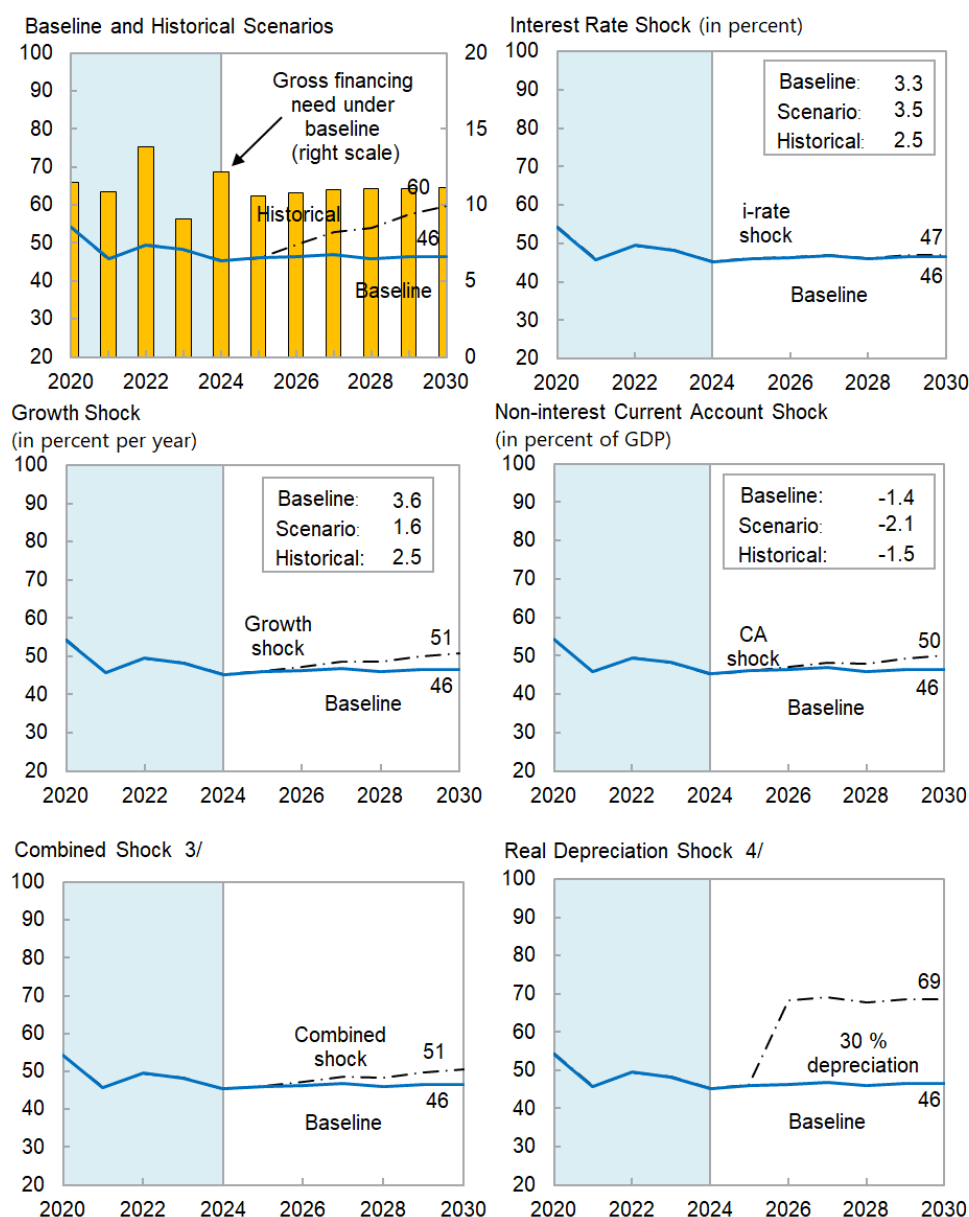 Baseline and Historical Scenarios
100
90
80
70
60
50
40
30
20
20
15
10
5
0
Gross financing
need under
baseline
(right scale)
60
Historical
46
Baseline
2020 2022 2024 2026 2028 2030
Interest Rate Shock (in percent)
100
90
80
70
60
50
40
30
20
Baseline: 3.3
Scenario: 3.5
Historical: 2.5
i-rate
shock
47
46
Baseline
2020 2022 2024 2026 2028 2030
Growth Shock
(in percent per year)
100
90
80
70
60
50
40
30
20
Baseline: 3.6
Scenario: 1.6
Historical: 2.5
Growth
shock
51
46
Baseline
2020 2022 2024 2026 2028 2030
Non-interest Current Account Shock
(in percent of GDP)
100
90
80
70
60
50
40
30
20
Baseline: -1.4
Scenario: -2.1
Historical: -1.5
CA
shock
50
46
Baseline
2020 2022 2024 2026 2028 2030
Combined Shock 3/
100
90
80
70
60
50
40
30
20
Combined
shock
51
46
Baseline
2020 2022 2024 2026 2028 2030
Real Depreciation Shock 4/
100
90
80
70
60
50
40
30
20
69
30 %
depreciation
46
Baseline
2020 2022 2024 2026 2028 2030